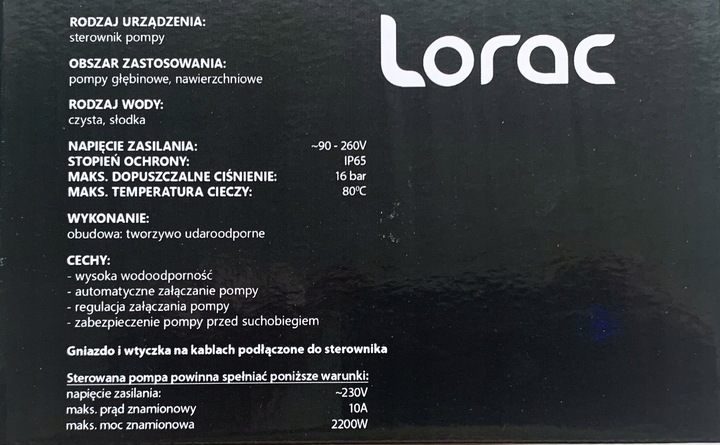 Lorac
RODZAJ URZĄDZENIA:
sterownik pompy
OBSZAR ZASTOSOWANIA:
pompy głębinowe, nawierzchniowe
RODZAJ WODY:
czysta, słodka
NAPIĘCIE ZASILANIA: ~90 - 260V
STOPIEŃ OCHRONY: IP65
MAKS. DOPUSZCZALNE CIŚNIENIE: 16 bar
MAKS. TEMPERATURA CIECZY: 80⁰C
WYKONANIE:
obudowa: tworzywo udaroodporne
CECHY:
- wysoka wodoodporność
- automatyczne załączanie pompy
- regulacja załączania pompy
- zabezpieczenie pompy przed suchobiegiem
Gniazdo i wtyczka na kablach podłączone do sterownika
Sterowana pompa powinna spełniać poniższe warunki:
napięcie zasilania: ~230V
maks. prąd znamionowy 10A
maks. moc znamionowa 2200W